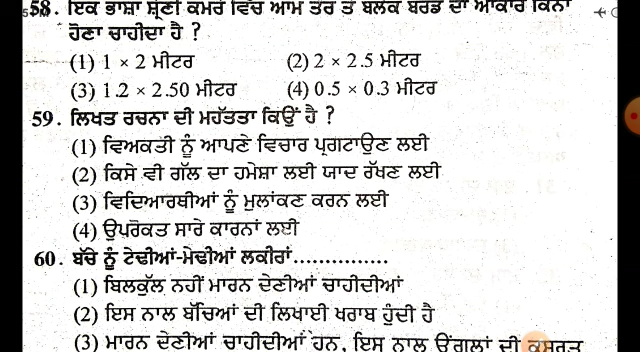 58. ਇਕ ਭਾਸ਼ਾ ਸ਼੍ਰੇਣੀ ਕਮਰੇ ਵਿੱਚ ਆਮ ਤੌਰ ਤੇ ਬਲੈਕ ਬੋਰਡ ਦਾ ਆਕਾਰ ਕਿੰਨਾ
ਹੋਣਾ ਚਾਹੀਦਾ ਹੈ ?
(1) 1 × 2 ਮੀਟਰ (2) 2 × 2.5 ਮੀਟਰ
(3) 1.2 × 2.50 ਮੀਟਰ (4) 0.5 × 0.3 ਮੀਟਰ
59. ਲਿਖਤ ਰਚਨਾ ਦੀ ਮਹੱਤਤਾ ਕਿਉਂ ਹੈ ?
(1) ਵਿਅਕਤੀ ਨੂੰ ਆਪਣੇ ਵਿਚਾਰ ਪ੍ਰਗਟਾਉਣ ਲਈ
(2) ਕਿਸੇ ਵੀ ਗੱਲ ਦਾ ਹਮੇਸ਼ਾ ਲਈ ਯਾਦ ਰੱਖਣ ਲਈ
(3) ਵਿਦਿਆਰਥੀਆਂ ਨੂੰ ਮੁਲਾਂਕਣ ਕਰਨ ਲਈ
(4) ਉਪਰੋਕਤ ਸਾਰੇ ਕਾਰਨਾਂ ਲਈ
60. ਬੱਚੇ ਨੂੰ ਟੇਢੀਆਂ-ਮੇਢੀਆਂ ਲਕੀਰਾਂ................
(1) ਬਿਲਕੁੱਲ ਨਹੀਂ ਮਾਰਨ ਦੇਣੀਆਂ ਚਾਹੀਦੀਆਂ
(2) ਇਸ ਨਾਲ ਬੱਚਿਆਂ ਦੀ ਲਿਖਾਈ ਖਰਾਬ ਹੁੰਦੀ ਹੈ
(3) ਮਾਰਨ ਦੇਣੀਆਂ ਚਾਹੀਦੀਆਂ ਹਨ, ਇਸ ਨਾਲ ਉਂਗਲਾਂ ਦੀ ਕਸਰਤ